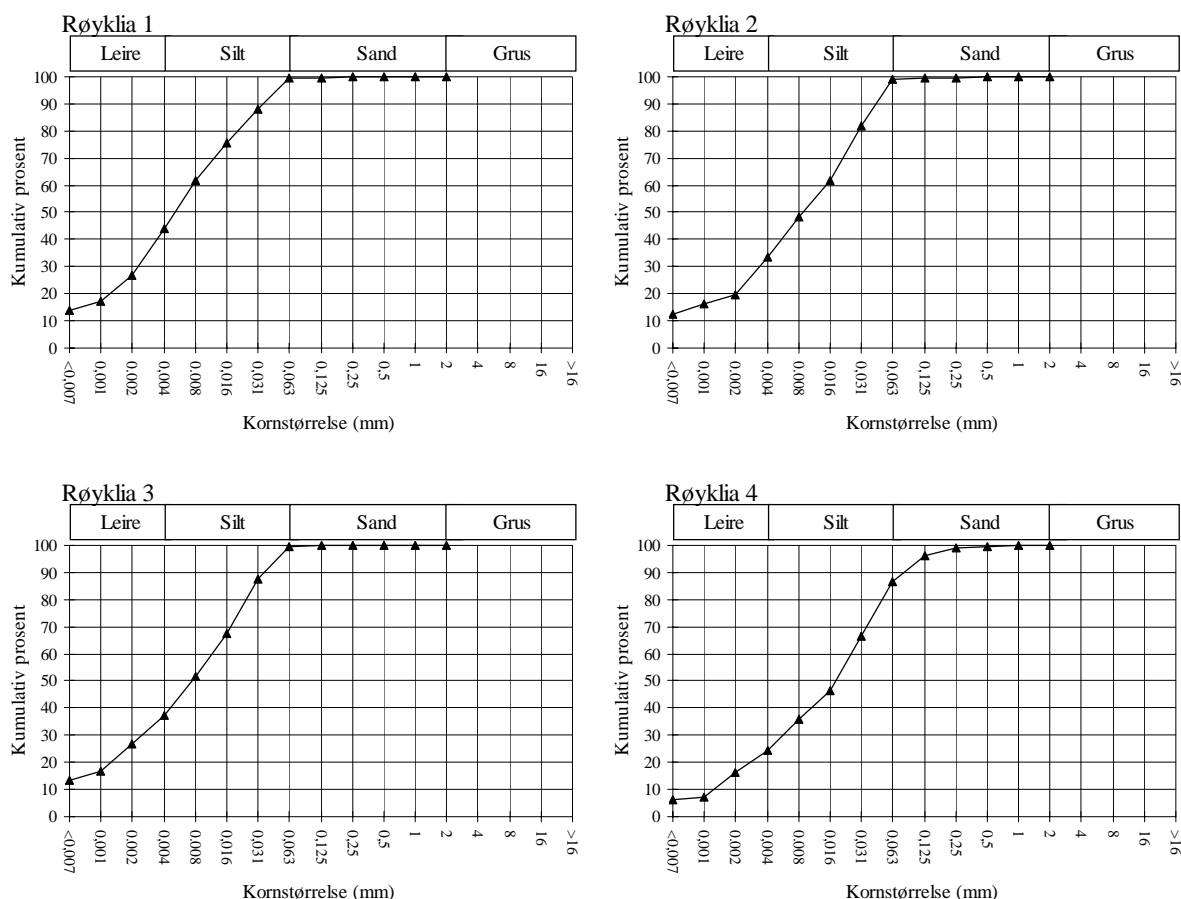 Røyklia 1
Leire Silt Sand Grus
100
90
80
70
60
50
40
30
20
10
0
Kumulativ prosent
<0,007 0,001 0,002 0,004 0,008 0,016 0,031 0,063 0,125 0,25 0,5 1 2 4 8 16 >16
Kornstørrelse (mm)
Røyklia 2
Leire Silt Sand Grus
100
90
80
70
60
50
40
30
20
10
0
Kumulativ prosent
<0,007 0,001 0,002 0,004 0,008 0,016 0,031 0,063 0,125 0,25 0,5 1 2 4 8 16 >16
Kornstørrelse (mm)
Røyklia 3
Leire Silt Sand Grus
100
90
80
70
60
50
40
30
20
10
0
Kumulativ prosent
<0,007 0,001 0,002 0,004 0,008 0,016 0,031 0,063 0,125 0,25 0,5 1 2 4 8 16 >16
Kornstørrelse (mm)
Røyklia 4
Leire Silt Sand Grus
100
90
80
70
60
50
40
30
20
10
0
Kumulativ prosent
<0,007 0,001 0,002 0,004 0,008 0,016 0,031 0,063 0,125 0,25 0,5 1 2 4 8 16 >16
Kornstørrelse (mm)